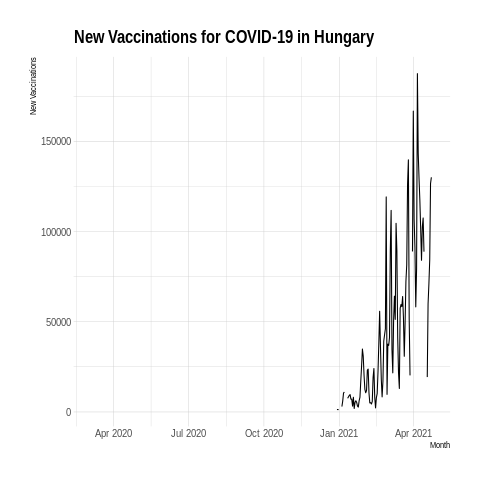 New Vaccinations for COVID-19 in Hungary
New Vaccinations
150000
100000
50000
0
Apr 2020 Jul 2020 Oct 2020 Jan 2021 Apr 2021
Month